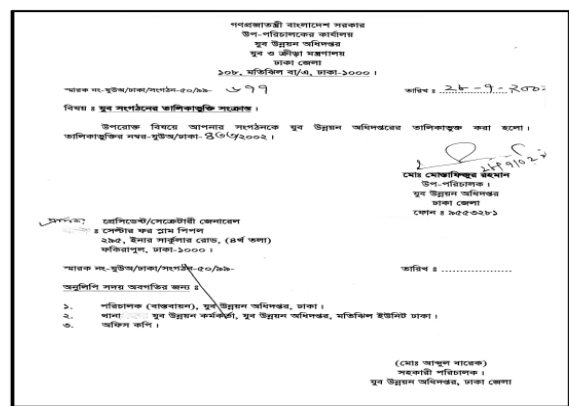 গণপ্রজাতন্ত্রী বাংলাদেশ সরকার
উপ-পরিচালকের কার্যালয়
যুব উন্নয়ন অধিদপ্তর
যুব ও ক্রীড়া মন্ত্রণালয়
ঢাকা জেলা
১০৮, মতিঝিল বা/এ, ঢাকা-১০০০ ।
স্মারক নং-যুউঅ/ঢাকা/সংগঠন-৫০/৯৯- তারিখ ঃ
বিষয় ঃ যুব সংগঠনের তালিকাভুক্তি সংক্রান্ত ।
উপরোক্ত বিষয়ে আপনার সংগঠনকে যুব উন্নয়ন অধিদপ্তরের তালিকাভুক্ত করা হলো।
তালিকাভুক্তির নম্বর-যুউঅ/ঢাকা- /২০০২ ।
মোঃ মোস্তাফিজুর রহমান
উপ-পরিচালক ।
যুব উন্নয়ন অধিদপ্তর
ঢাকা জেলা
ফোন ঃ ৯৫৫৩২৮১
প্রেসিডেন্ট/সেক্রেটারী জেনারেল
ঃ সেন্টার ফর স্লাম পিপল
২৯৫, ইনার সার্কুলার রোড, (৪র্থ তলা)
ফকিরাপুল, ঢাকা-১০০০ ।
স্মারক নং-যুউঅ/ঢাকা/সংগঠন-৫০/৯৯- তারিখ ঃ ..................
অনুলিপি সদয় অবগতির জন্য ঃ
১. পরিচালক (বাস্তবায়ন), যুব উন্নয়ন অধিদপ্তর, ঢাকা ।
২. থানা যুব উন্নয়ন কর্মকর্তা, যুব উন্নয়ন অধিদপ্তর, মতিঝিল ইউনিট ঢাকা ।
৩. অফিস কপি ।
(মোঃ আব্দুল বারেক)
সহকারী পরিচালক ।
যুব উন্নয়ন অধিদপ্তর, ঢাকা জেলা